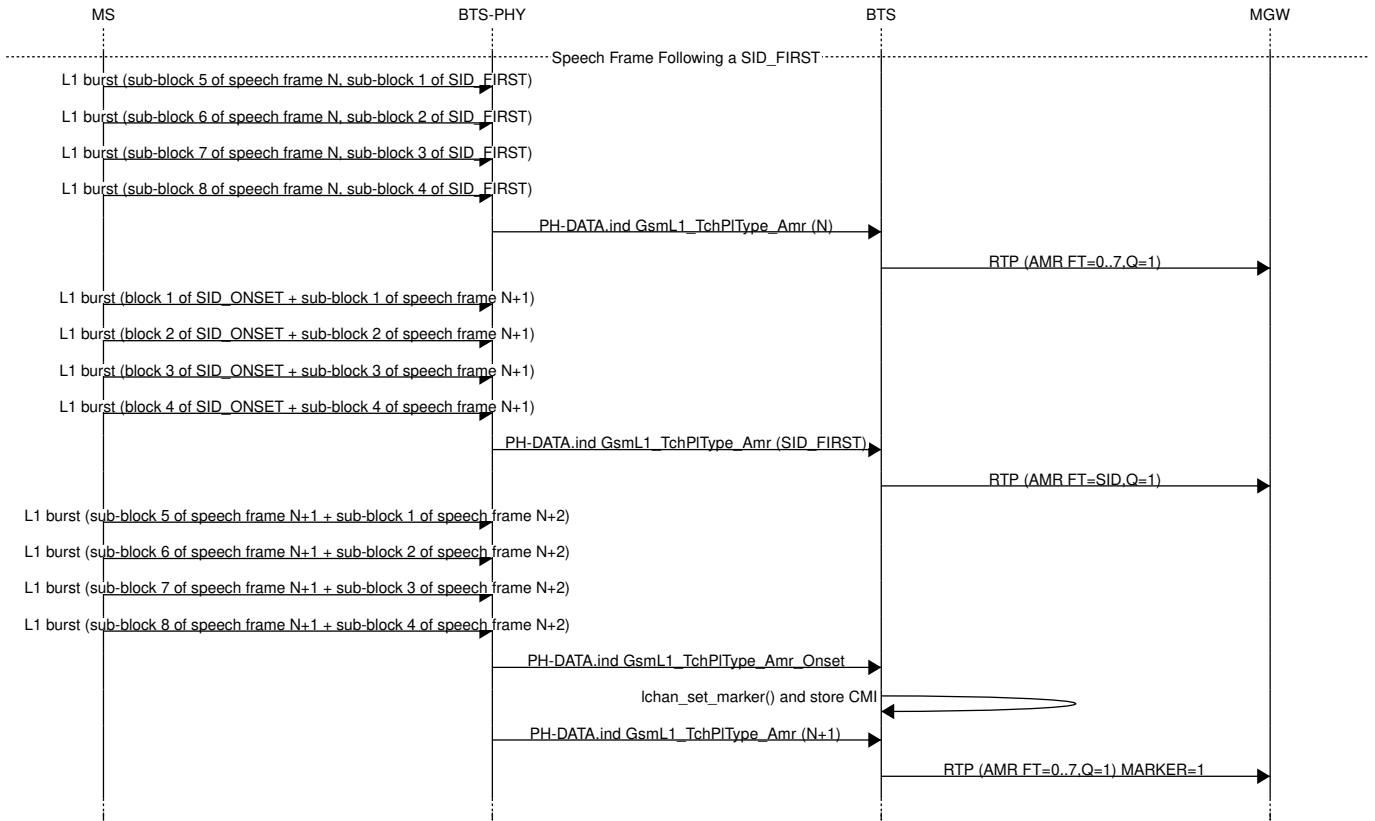 MS BTS-PHY BTS MGW
Speech Frame Following a SID_FIRST
L1 burst (sub-block 5 of speech frame N, sub-block 1 of SID_FIRST)
L1 burst (sub-block 6 of speech frame N, sub-block 2 of SID_FIRST)
L1 burst (sub-block 7 of speech frame N, sub-block 3 of SID_FIRST)
L1 burst (sub-block 8 of speech frame N, sub-block 4 of SID_FIRST)
PH-DATA.ind GsmL1_TchPlType_Amr (N)
RTP (AMR FT=0..7,Q=1)
L1 burst (block 1 of SID_ONSET + sub-block 1 of speech frame N+1)
L1 burst (block 2 of SID_ONSET + sub-block 2 of speech frame N+1)
L1 burst (block 3 of SID_ONSET + sub-block 3 of speech frame N+1)
L1 burst (block 4 of SID_ONSET + sub-block 4 of speech frame N+1)
PH-DATA.ind GsmL1_TchPlType_Amr (SID_FIRST)
RTP (AMR FT=SID,Q=1)
L1 burst (sub-block 5 of speech frame N+1 + sub-block 1 of speech frame N+2)
L1 burst (sub-block 6 of speech frame N+1 + sub-block 2 of speech frame N+2)
L1 burst (sub-block 7 of speech frame N+1 + sub-block 3 of speech frame N+2)
L1 burst (sub-block 8 of speech frame N+1 + sub-block 4 of speech frame N+2)
PH-DATA.ind GsmL1_TchPlType_Amr_Onset
lchan_set_marker() and store CMI
PH-DATA.ind GsmL1_TchPlType_Amr (N+1)
RTP (AMR FT=0..7,Q=1) MARKER=1